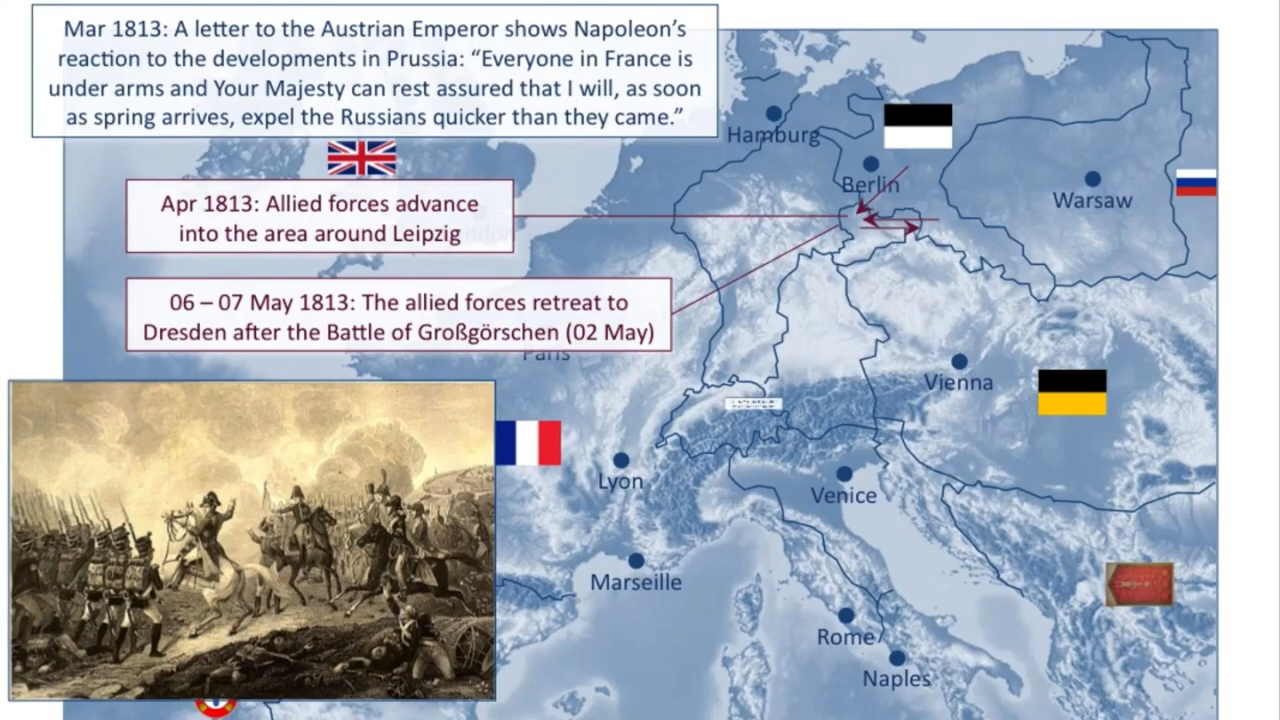 Mar 1813: A letter to the Austrian Emperor shows Napoleon’s
reaction to the developments in Prussia: “Everyone in France is
under arms and Your Majesty can rest assured that I will, as soon
as spring arrives, expel the Russians quicker than they came.”
Hamburg
Berlin
Warsaw
Apr 1813: Allied forces advance
into the area around Leipzig
06 – 07 May 1813: The allied forces retreat to
Dresden after the Battle of Großgörschen (02 May)
Paris
Vienna
Lyon
Venice
Marseille
Rome
Naples